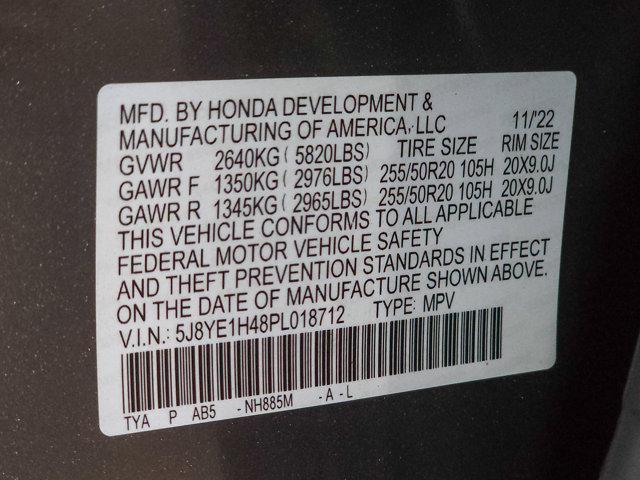 MFD. BY HONDA DEVELOPMENT &
MANUFACTURING OF AMERICA, LLC 11/'22
GVWR 2640KG ( 5820LBS) TIRE SIZE RIM SIZE
GAWR F 1350KG ( 2976LBS) 255/50R20 105H 20X9.0J
GAWR R 1345KG ( 2965LBS) 255/50R20 105H 20X9.0J
THIS VEHICLE CONFORMS TO ALL APPLICABLE
FEDERAL MOTOR VEHICLE SAFETY
AND THEFT PREVENTION STANDARDS IN EFFECT
ON THE DATE OF MANUFACTURE SHOWN ABOVE.
V.I.N.: 5J8YE1H48PL018712 TYPE: MPV
TYA P AB5 - NH885M - A - L